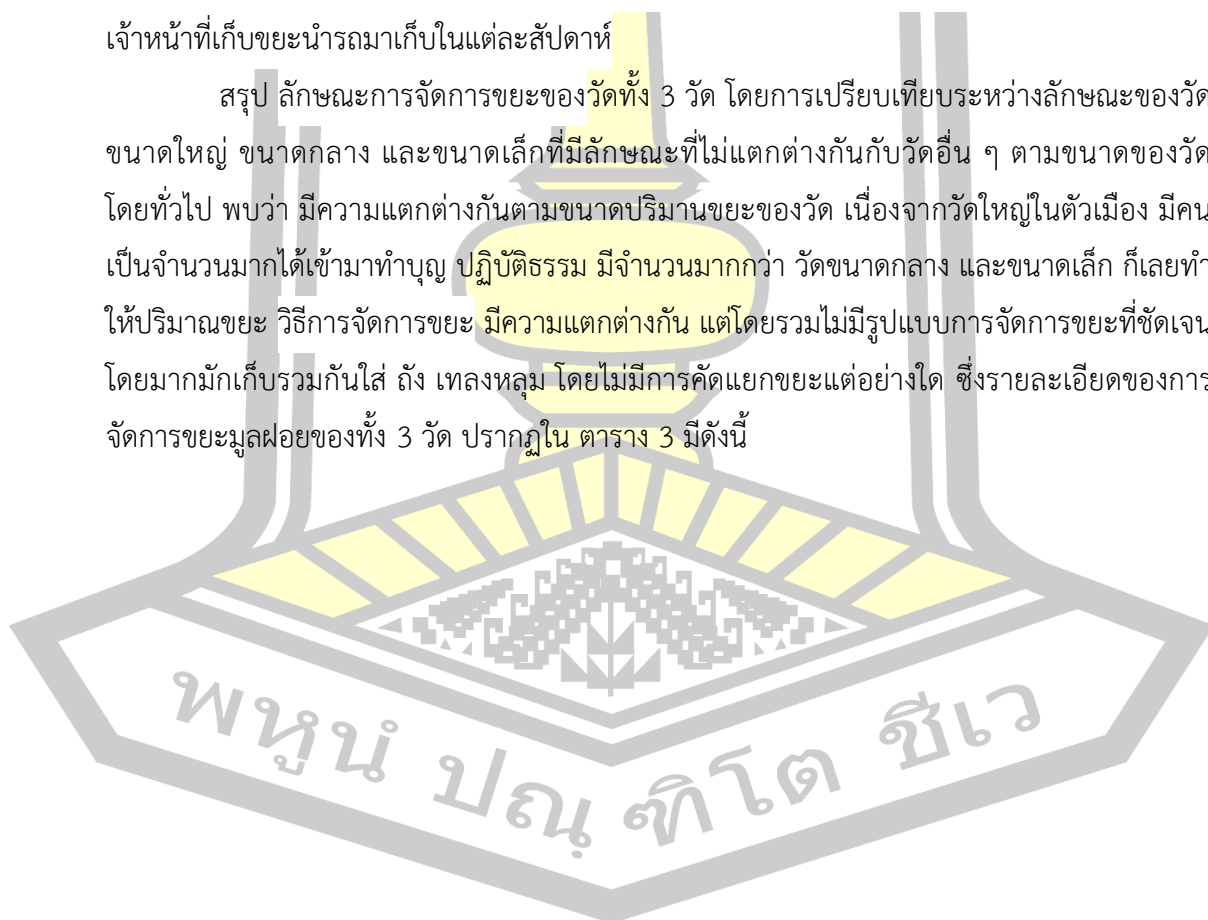 เจ้าหน้าที่เก็บขยะนำรถมาเก็บในแต่ละสัปดาห์
สรุป ลักษณะการจัดการขยะของวัดทั้ง 3 วัด โดยการเปรียบเทียบระหว่างลักษณะของวัด
ขนาดใหญ่ ขนาดกลาง และขนาดเล็กที่มีลักษณะที่ไม่แตกต่างกันกับวัดอื่น ๆ ตามขนาดของวัด
โดยทั่วไป พบว่า มีความแตกต่างกันตามขนาดปริมาณขยะของวัด เนื่องจากวัดใหญ่ในตัวเมือง มีคน
เป็นจำนวนมากได้เข้ามาทำบุญ ปฏิบัติธรรม มีจำนวนมากกว่า วัดขนาดกลาง และขนาดเล็ก ก็เลยทำ
ให้ปริมาณขยะ วิธีการจัดการขยะ มีความแตกต่างกัน แต่โดยรวมไม่มีรูปแบบการจัดการขยะที่ชัดเจน
โดยมากมักเก็บรวมกันใส่ ถัง เทลงหลุม โดยไม่มีการคัดแยกขยะแต่อย่างใด ซึ่งรายละเอียดของการ
จัดการขยะมูลฝอยของทั้ง 3 วัด ปรากฏใน ตาราง 3 มีดังนี้
พหูนํ ปณฺฑิโต ชีเว